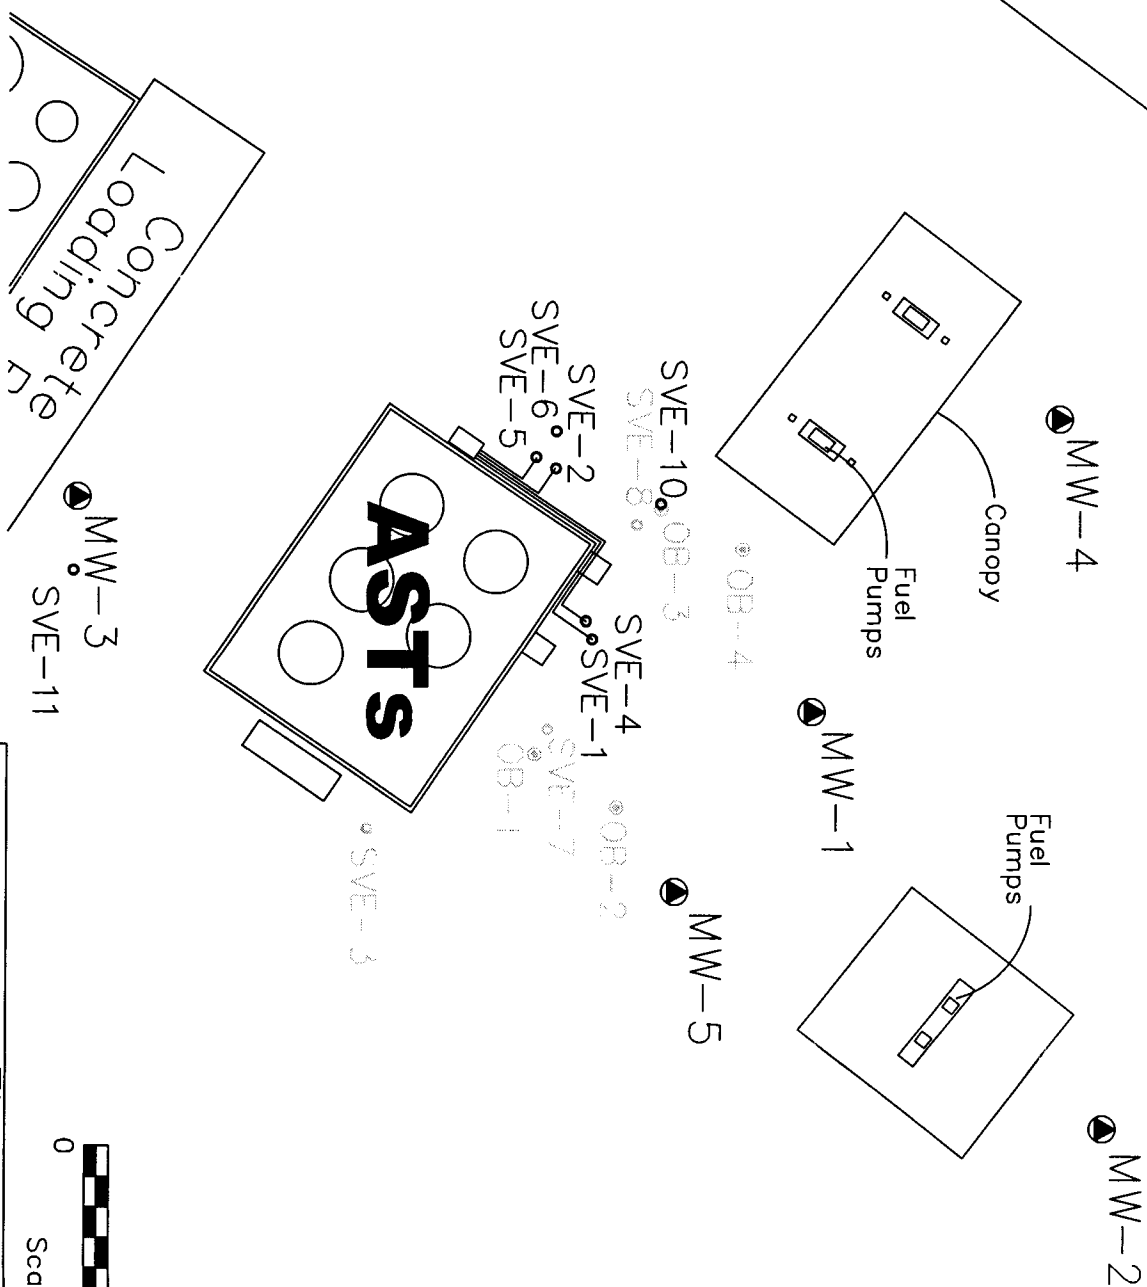 MW-4
Canopy
Fuel
Pumps
MW-2
Fuel
Pumps
MW-1
MW-5
OB-4
SVE-10
OB-3
SVE-8
SVE-2
SVE-6
SVE-5
SVE-4
SVE-1
OB-2
SVE-7
OB-1
ASTs
SVE-3
Concrete
Loading
MW-3
SVE-11
0